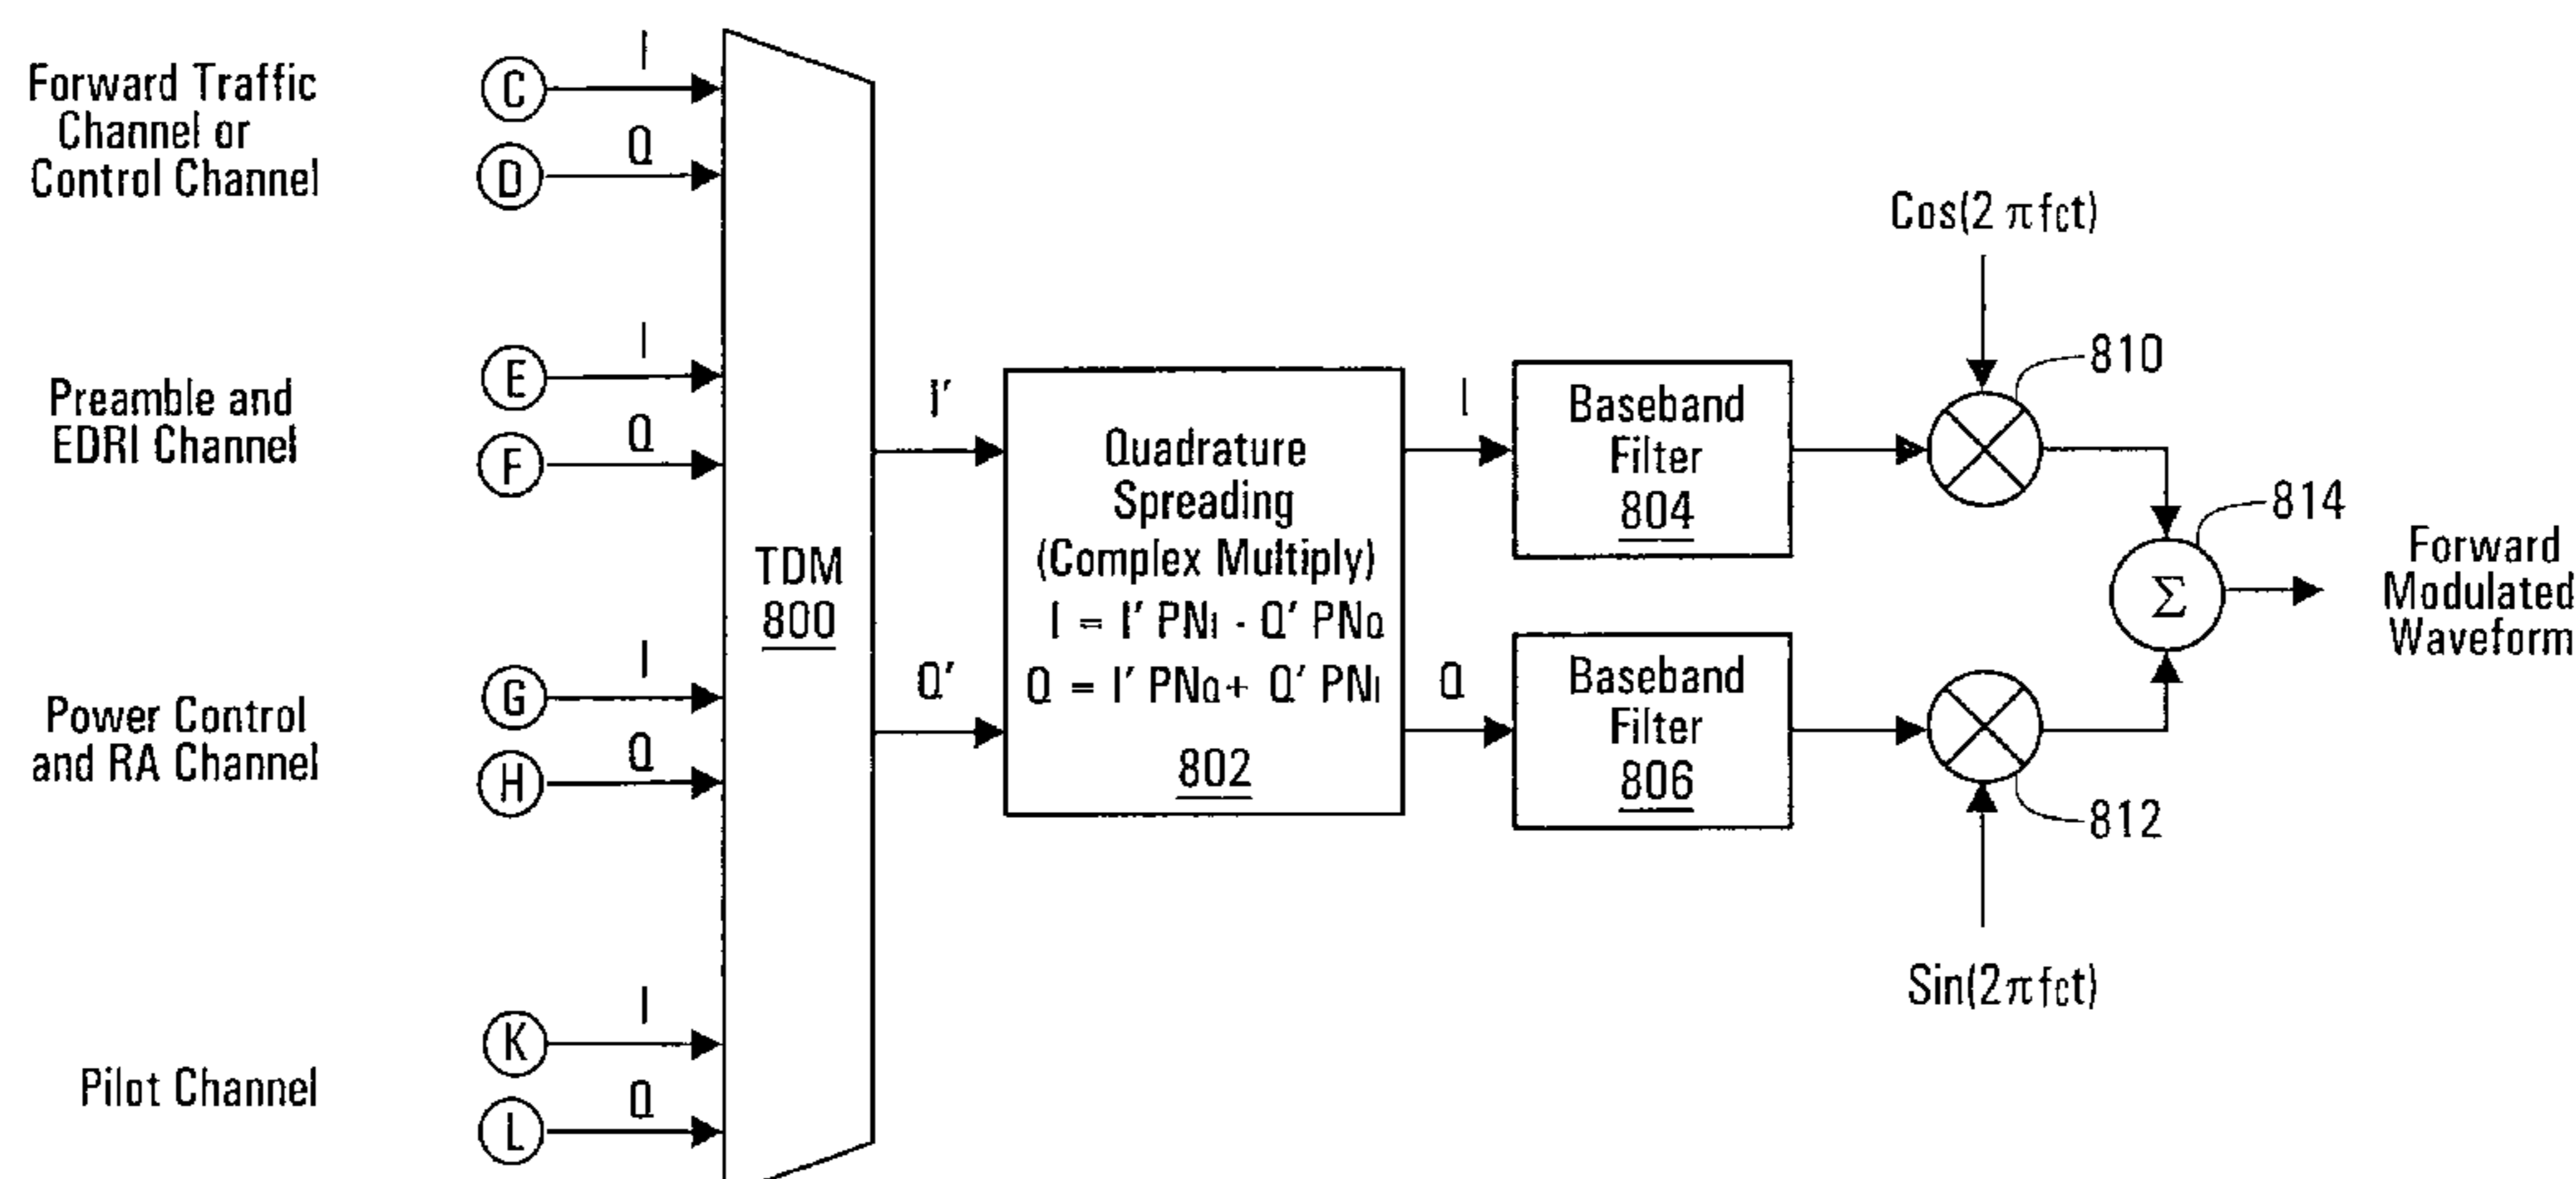 Forward Traffic
Channel or
Control Channel
C
I
D
Q
Preamble and
EDRI Channel
E
I
F
Q
Power Control
and RA Channel
G
I
H
Q
Pilot Channel
K
I
L
Q
TDM
800
I′
Q′
Quadrature
Spreading
(Complex Multiply)
I = I′ PNI - Q′ PNQ
Q = I′ PNQ + Q′ PNI
802
I
Q
Baseband
Filter
804
Baseband
Filter
806
Cos(2 πfct)
810
812
Sin(2πfct)
814
Σ
Forward
Modulated
Waveform